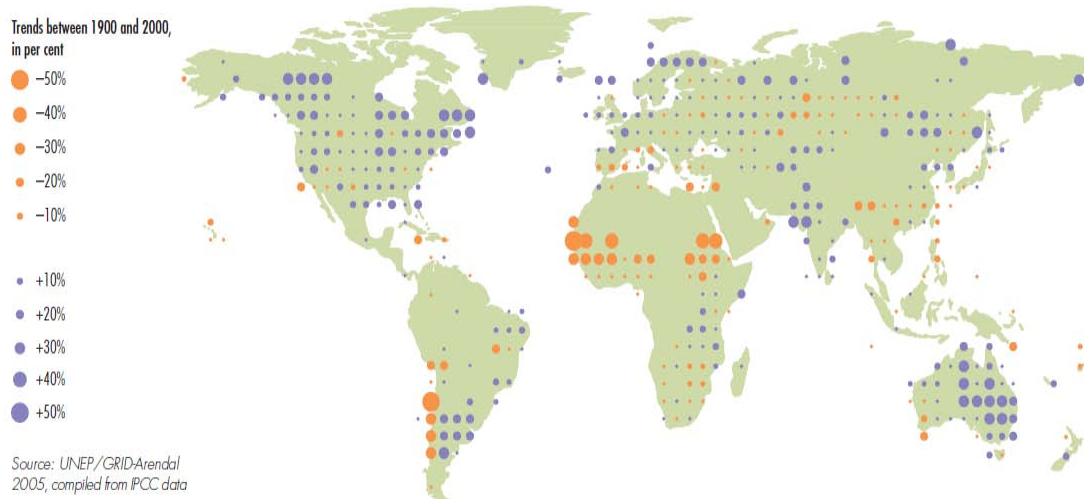 Trends between 1900 and 2000,
in per cent
–50%
–40%
–30%
–20%
–10%
+10%
+20%
+30%
+40%
+50%
Source: UNEP/GRID-Arendal
2005, compiled from IPCC data